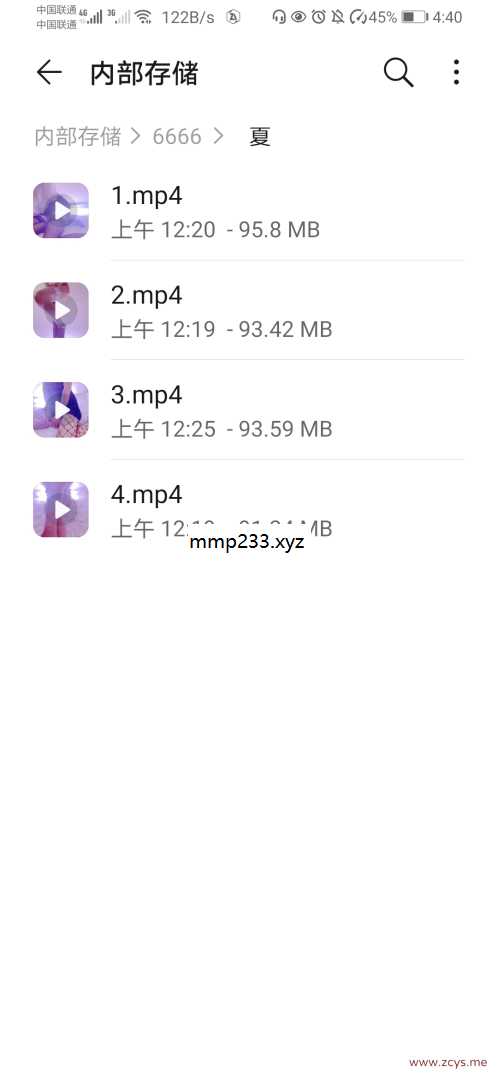 中国联通 4G 3G 122B/s 45% 4:40
中国联通
内部存储
内部存储 > 6666 > 夏
1.mp4
上午 12:20 - 95.8 MB
2.mp4
上午 12:19 - 93.42 MB
3.mp4
上午 12:25 - 93.59 MB
4.mp4
上午 MB
mmp233.xyz
www.zcys.me